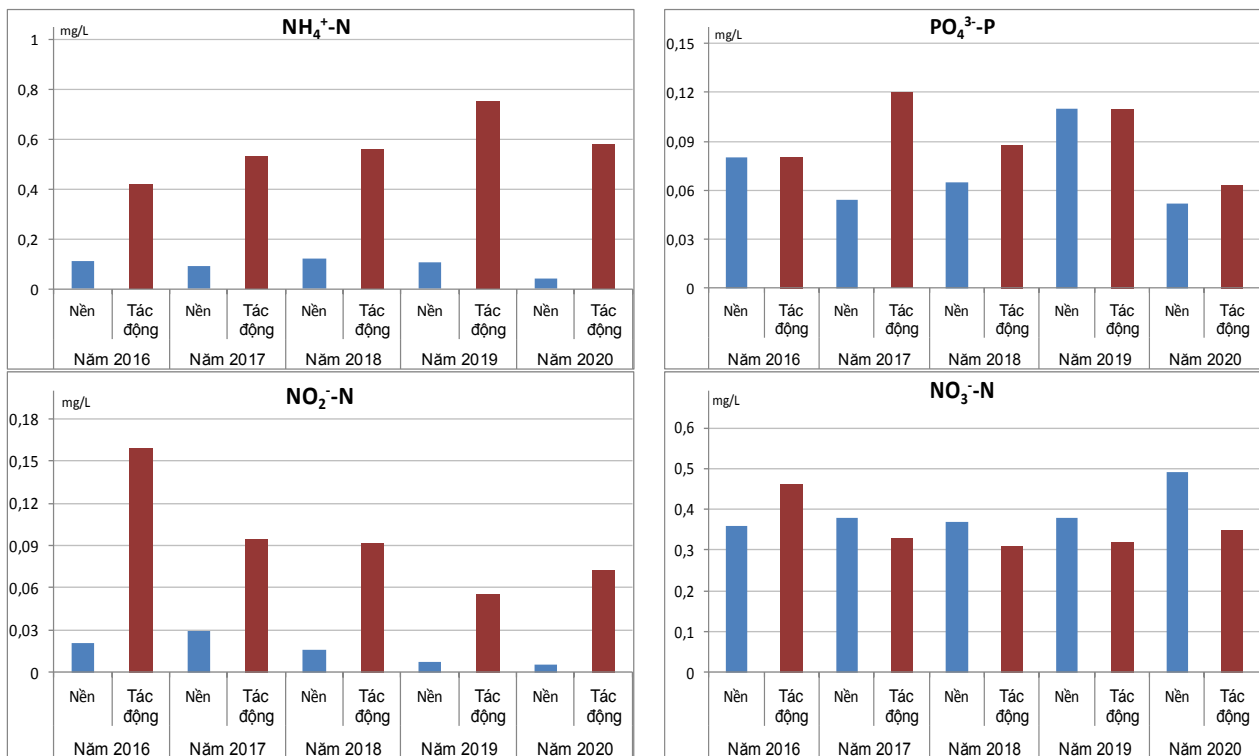 NH₄⁺-N
mg/L
1
0,8
0,6
0,4
0,2
0
Nền Tác động Nền Tác động Nền Tác động Nền Tác động Nền Tác động
Năm 2016 Năm 2017 Năm 2018 Năm 2019 Năm 2020
PO₄³⁻-P
mg/L
0,15
0,12
0,09
0,06
0,03
0
Nền Tác động Nền Tác động Nền Tác động Nền Tác động Nền Tác động
Năm 2016 Năm 2017 Năm 2018 Năm 2019 Năm 2020
NO₂⁻-N
mg/L
0,18
0,15
0,12
0,09
0,06
0,03
0
Nền Tác động Nền Tác động Nền Tác động Nền Tác động Nền Tác động
Năm 2016 Năm 2017 Năm 2018 Năm 2019 Năm 2020
NO₃⁻-N
mg/L
0,6
0,5
0,4
0,3
0,2
0,1
0
Nền Tác động Nền Tác động Nền Tác động Nền Tác động Nền Tác động
Năm 2016 Năm 2017 Năm 2018 Năm 2019 Năm 2020